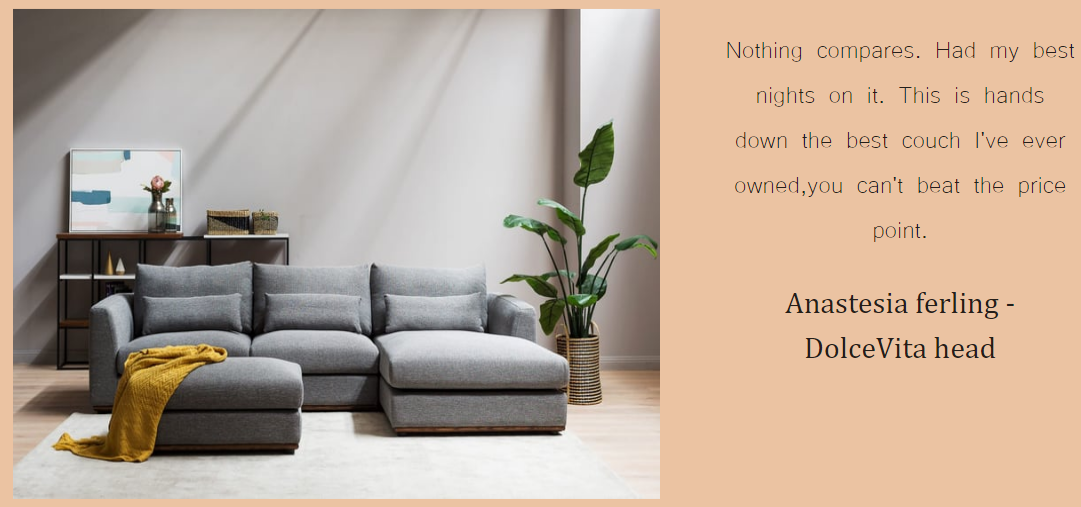 Nothing compares. Had my best
nights on it. This is hands
down the best couch I've ever
owned,you can't beat the price
point.
Anastesia ferling -
DolceVita head